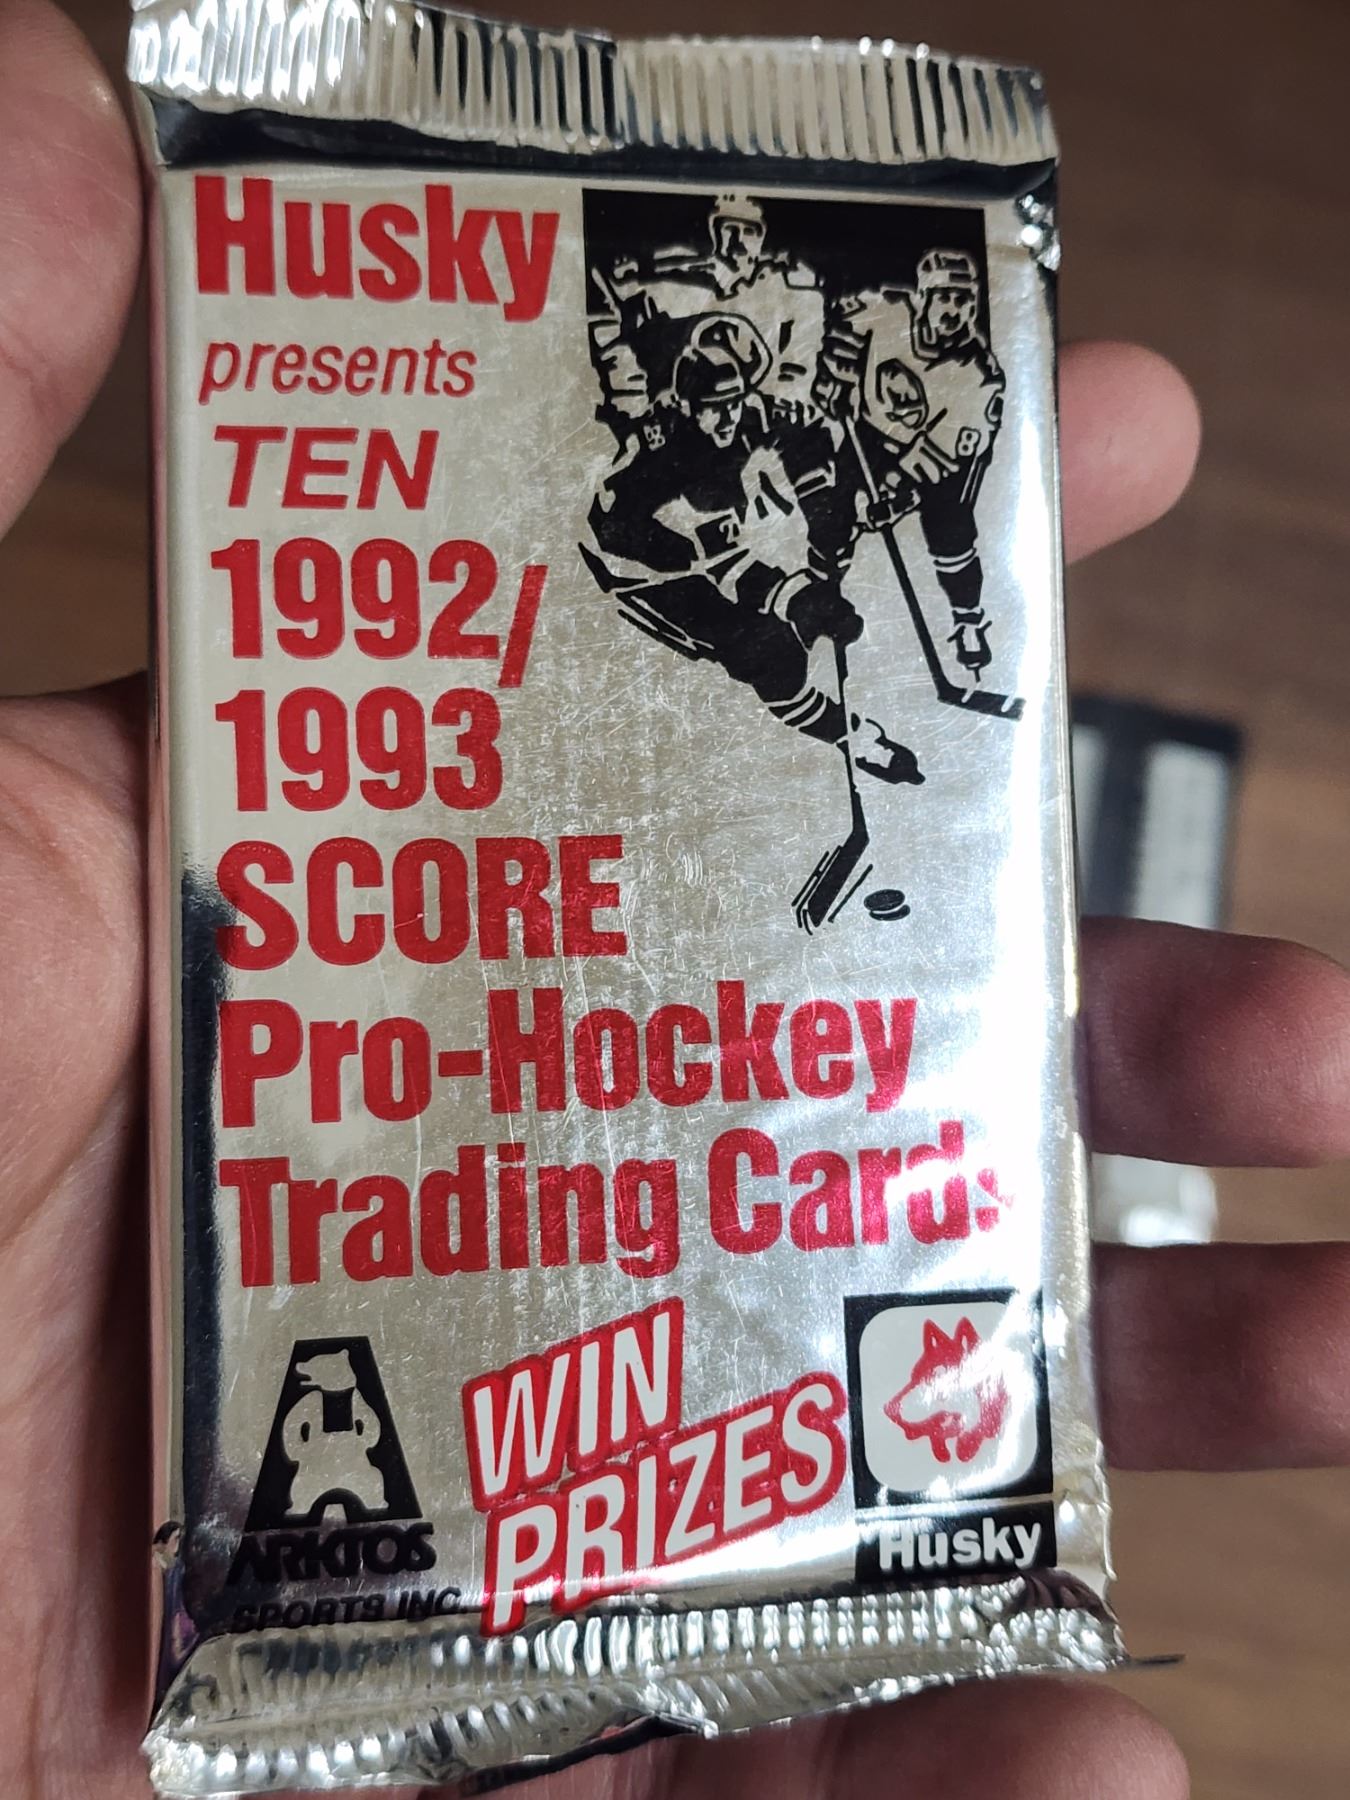 Husky
presents
TEN
1992/
1993
SCORE
Pro-Hockey
Trading Cards
WIN
PRIZES
ARKTOS
SPORTS INC.
Husky